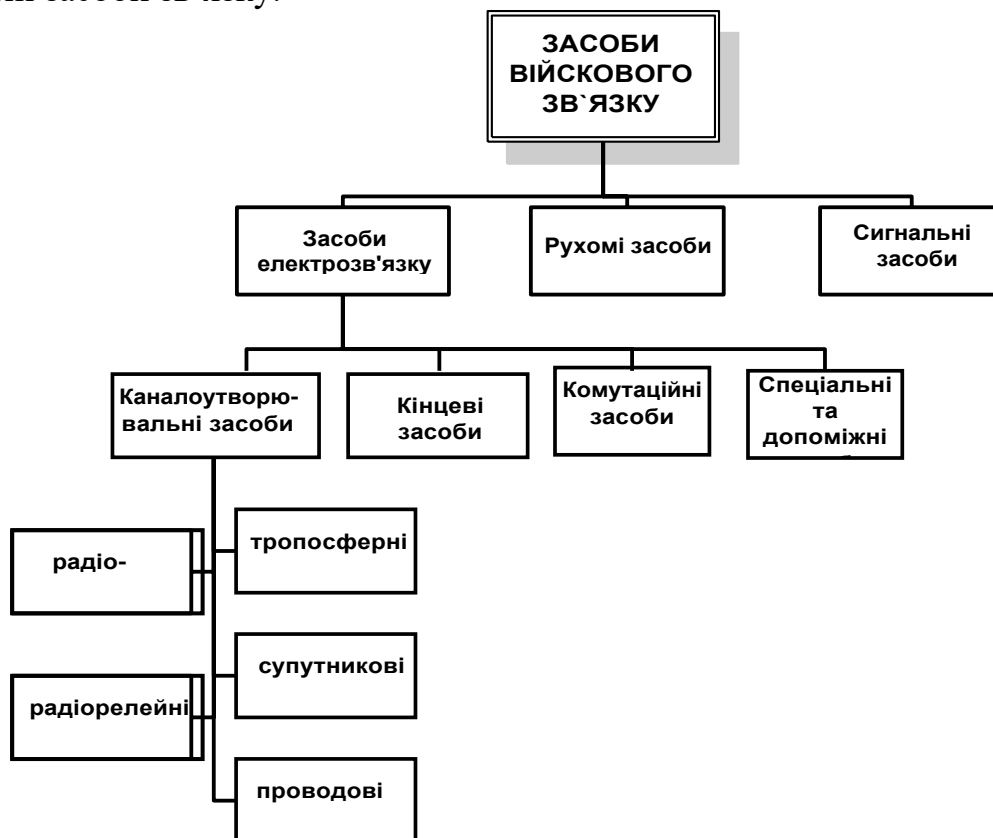 ЗАСОБИ
ВІЙСКОВОГО
ЗВ`ЯЗКУ
Засоби
електрозв'язку
Рухомі засоби
Сигнальні
засоби
Каналоутворю-
вальні засоби
Кінцеві
засоби
Комутаційні
засоби
Спеціальні
та
допоміжні
радіо-
тропосферні
радіорелейні
супутникові
проводові